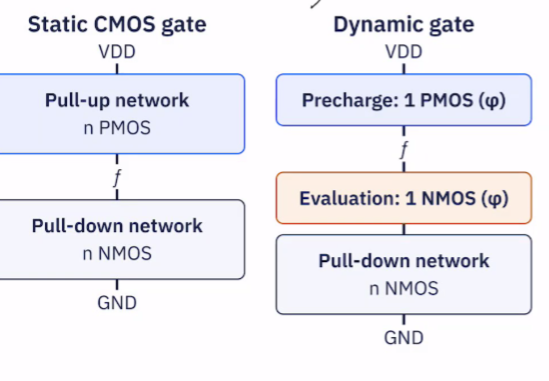 Static CMOS gate
VDD
Pull-up network
n PMOS
f
Pull-down network
n NMOS
GND
Dynamic gate
VDD
Precharge: 1 PMOS (φ)
f
Evaluation: 1 NMOS (φ)
Pull-down network
n NMOS
GND